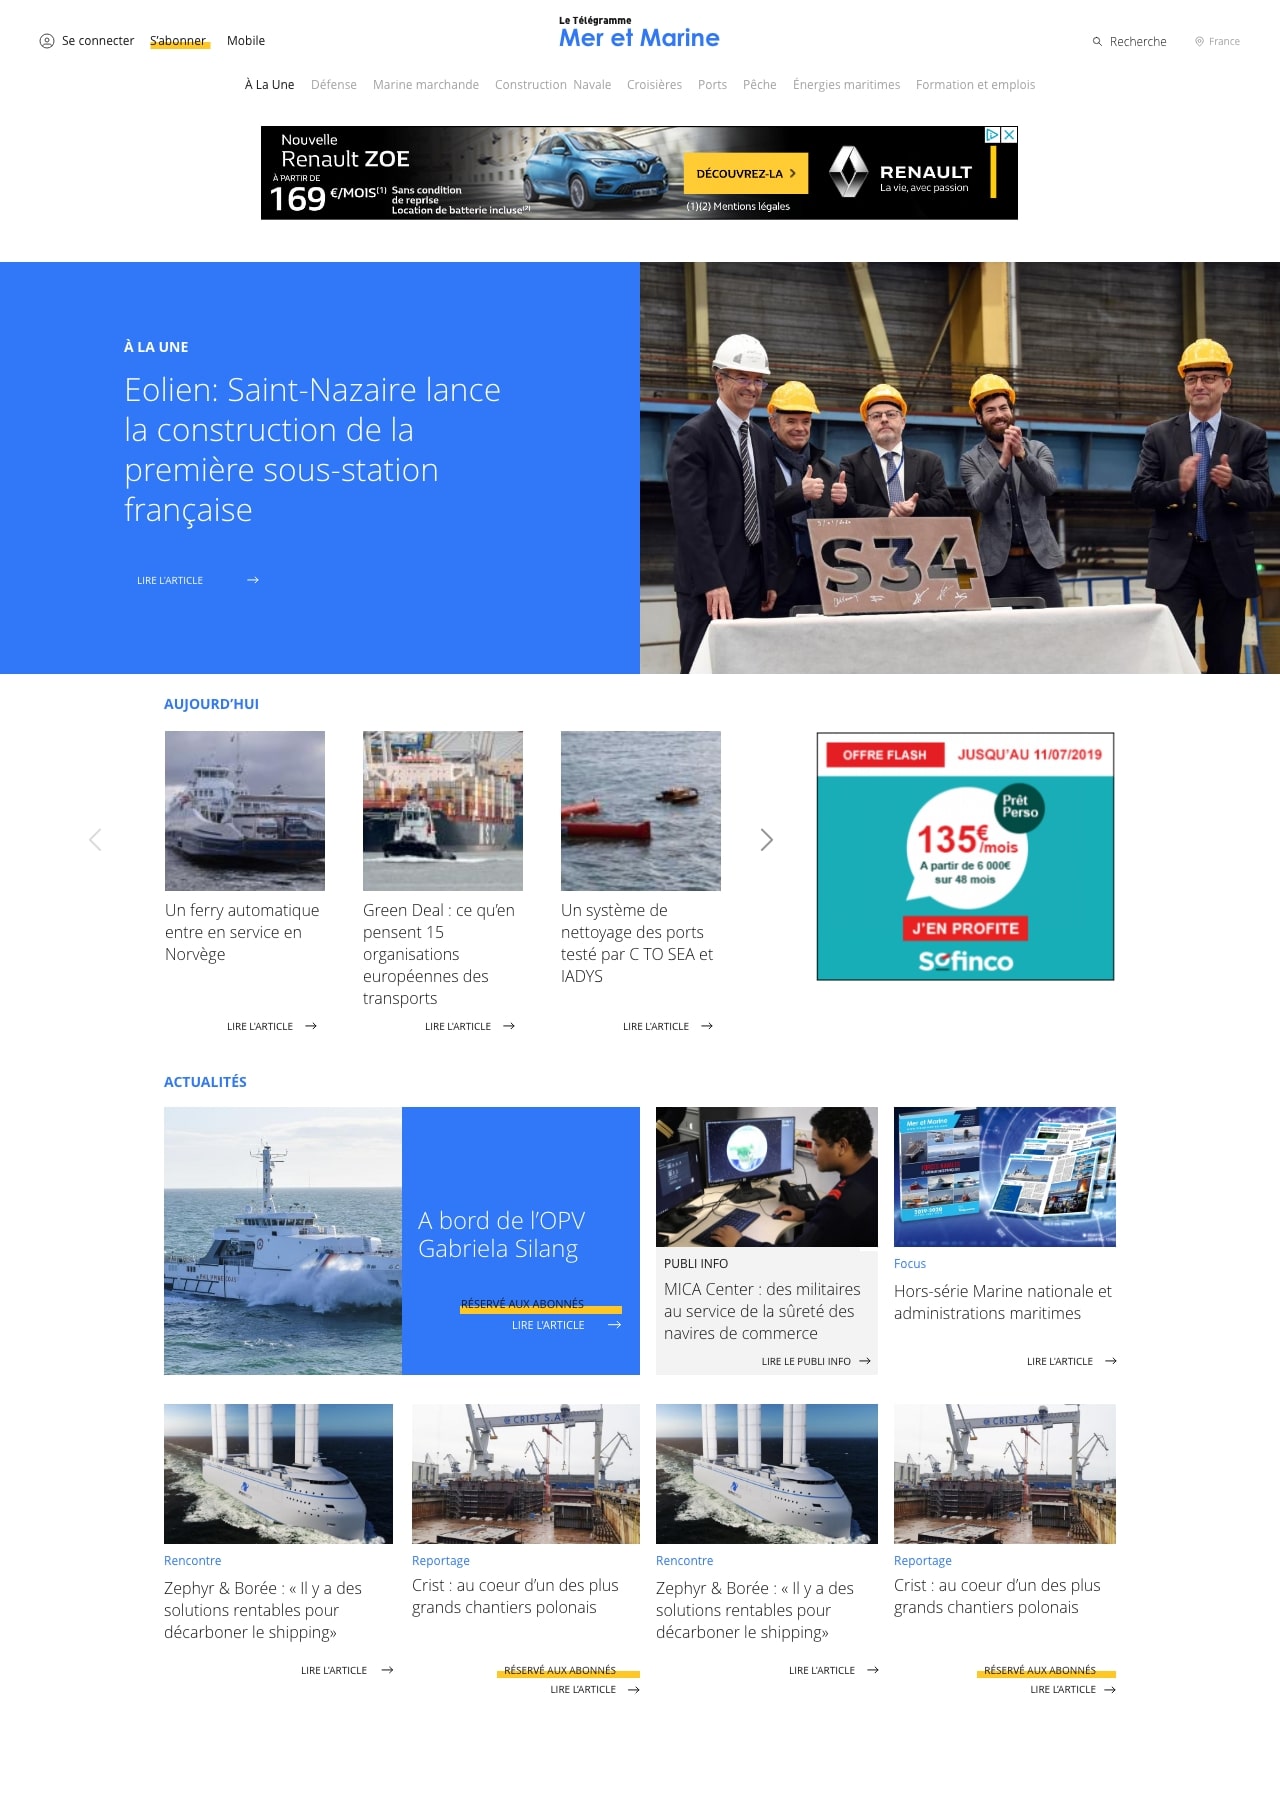 Se connecter
S'abonner
Mobile
Le Télégramme
Mer et Marine
Recherche
France
À La Une
Défense
Marine marchande
Construction Navale
Croisières
Ports
Pêche
Énergies maritimes
Formation et emplois
Nouvelle
Renault ZOE
À PARTIR DE
169 €/MOIS(1)
Sans condition
de reprise
Location de batterie incluse(2)
DÉCOUVREZ-LA
(1)(2) Mentions légales
RENAULT
La vie, avec passion
À LA UNE
Eolien: Saint-Nazaire lance
la construction de la
première sous-station
française
LIRE L'ARTICLE
S34
AUJOURD'HUI
Un ferry automatique
entre en service en
Norvège
LIRE L'ARTICLE
Green Deal : ce qu'en
pensent 15
organisations
européennes des
transports
LIRE L'ARTICLE
Un système de
nettoyage des ports
testé par C TO SEA et
IADYS
LIRE L'ARTICLE
OFFRE FLASH
JUSQU'AU 11/07/2019
Prêt
Perso
135€/mois
A partir de 6 000€
sur 48 mois
J'EN PROFITE
Sofinco
ACTUALITÉS
A bord de l'OPV
Gabriela Silang
RÉSERVÉ AUX ABONNÉS
LIRE L'ARTICLE
PUBLI INFO
MICA Center : des militaires
au service de la sûreté des
navires de commerce
LIRE LE PUBLI INFO
Mer et Marine
Focus
Hors-série Marine nationale et
administrations maritimes
LIRE L'ARTICLE
Rencontre
Zephyr & Borée : « Il y a des
solutions rentables pour
décarboner le shipping»
LIRE L'ARTICLE
CRIST S.A.
Reportage
Crist : au coeur d'un des plus
grands chantiers polonais
RÉSERVÉ AUX ABONNÉS
LIRE L'ARTICLE
Rencontre
Zephyr & Borée : « Il y a des
solutions rentables pour
décarboner le shipping»
LIRE L'ARTICLE
CRIST S.A.
Reportage
Crist : au coeur d'un des plus
grands chantiers polonais
RÉSERVÉ AUX ABONNÉS
LIRE L'ARTICLE